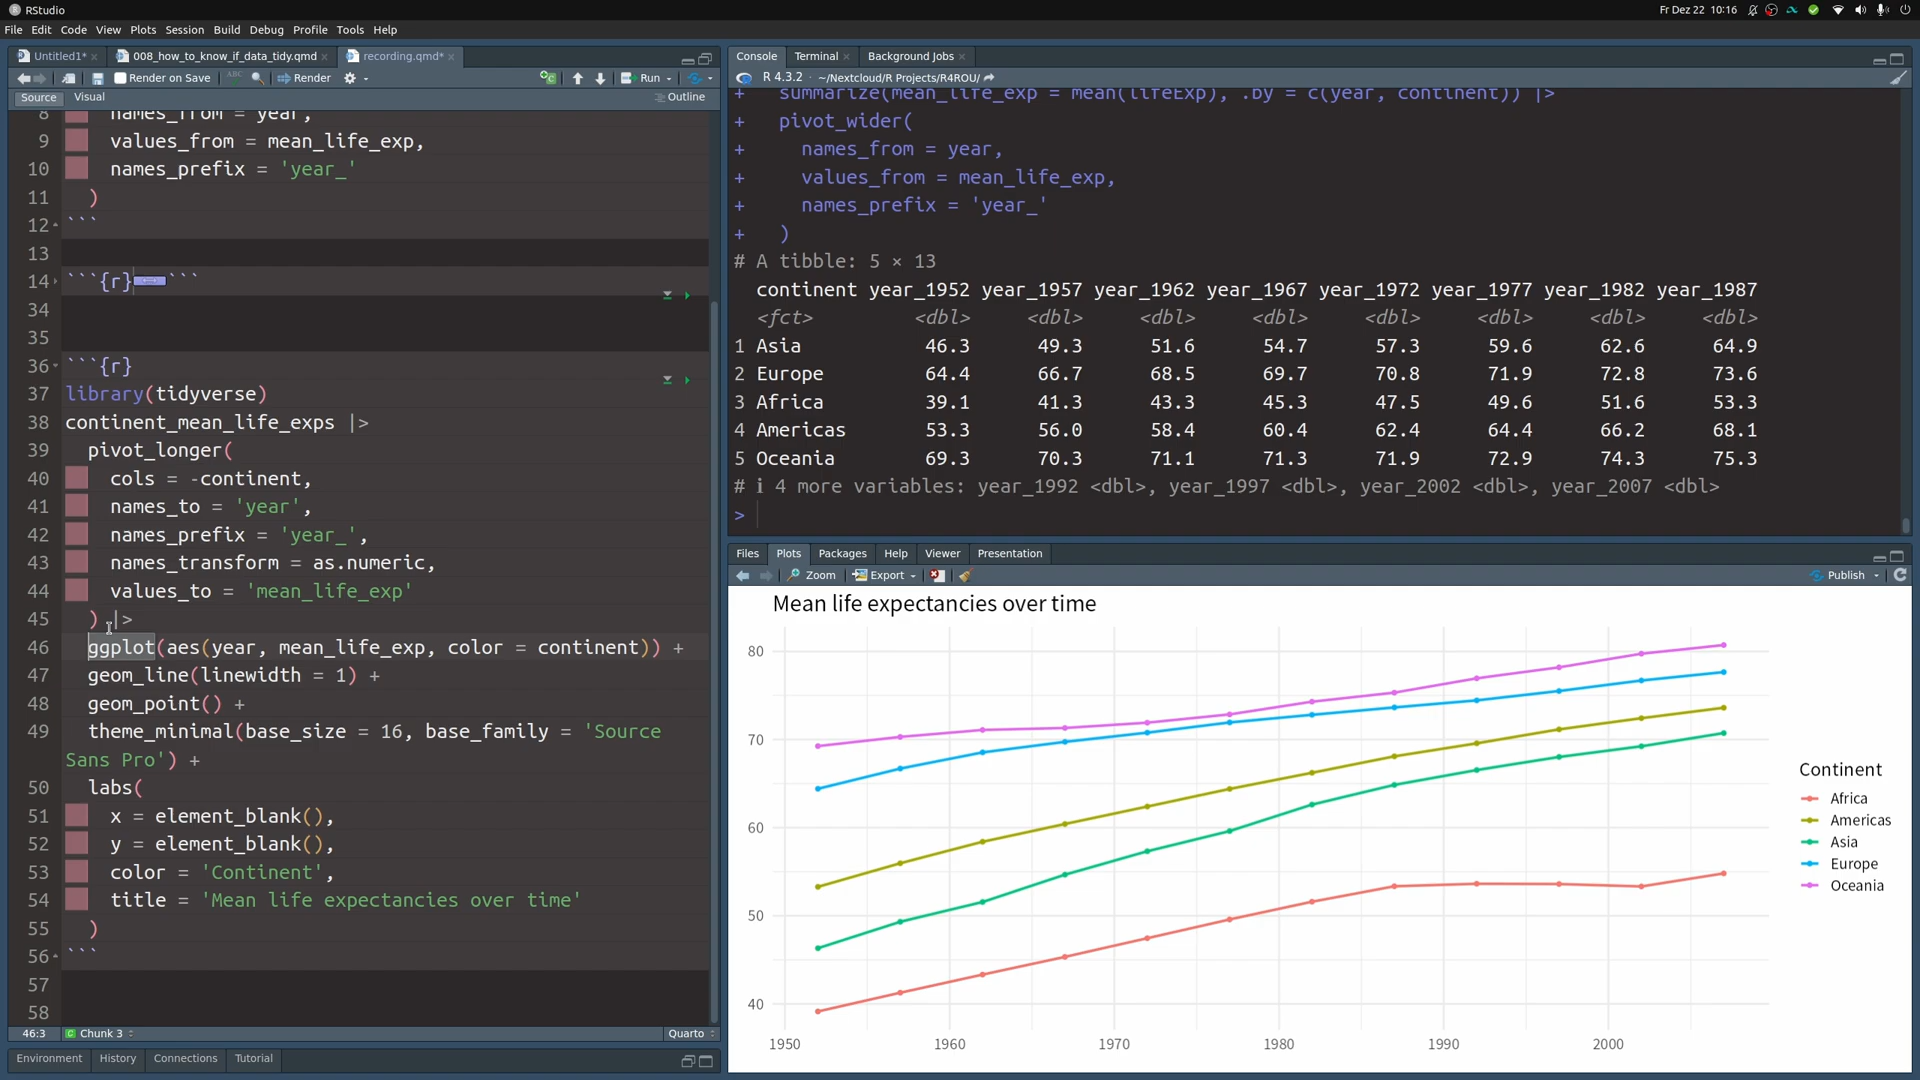 RStudio
Fr Dez 22 10:16
File Edit Code View Plots Session Build Debug Profile Tools Help
Untitled1* × 008_how_to_know_if_data_tidy.qmd × recording.qmd* ×
Render on Save ABC Render Run
Source Visual Outline
8 names_from = year,
9 values_from = mean_life_exp,
10 names_prefix = 'year_'
11 )
12 ```
13
14 ```{r} ```
34
35
36 ```{r}
37 library(tidyverse)
38 continent_mean_life_exps |>
39 pivot_longer(
40 cols = -continent,
41 names_to = 'year',
42 names_prefix = 'year_',
43 names_transform = as.numeric,
44 values_to = 'mean_life_exp'
45 ) |>
46 ggplot(aes(year, mean_life_exp, color = continent)) +
47 geom_line(linewidth = 1) +
48 geom_point() +
49 theme_minimal(base_size = 16, base_family = 'Source
Sans Pro') +
50 labs(
51 x = element_blank(),
52 y = element_blank(),
53 color = 'Continent',
54 title = 'Mean life expectancies over time'
55 )
56 ```
57
58
46:3 Chunk 3 Quarto
Environment History Connections Tutorial
Console Terminal × Background Jobs ×
R 4.3.2 · ~/Nextcloud/R Projects/R4ROU/
+ summarize(mean_life_exp = mean(lifeExp), .by = c(year, continent)) |>
+ pivot_wider(
+ names_from = year,
+ values_from = mean_life_exp,
+ names_prefix = 'year_'
+ )
# A tibble: 5 × 13
continent year_1952 year_1957 year_1962 year_1967 year_1972 year_1977 year_1982 year_1987
<fct> <dbl> <dbl> <dbl> <dbl> <dbl> <dbl> <dbl> <dbl>
1 Asia 46.3 49.3 51.6 54.7 57.3 59.6 62.6 64.9
2 Europe 64.4 66.7 68.5 69.7 70.8 71.9 72.8 73.6
3 Africa 39.1 41.3 43.3 45.3 47.5 49.6 51.6 53.3
4 Americas 53.3 56.0 58.4 60.4 62.4 64.4 66.2 68.1
5 Oceania 69.3 70.3 71.1 71.3 71.9 72.9 74.3 75.3
# ℹ 4 more variables: year_1992 <dbl>, year_1997 <dbl>, year_2002 <dbl>, year_2007 <dbl>
>
Files Plots Packages Help Viewer Presentation
Zoom Export Publish
Mean life expectancies over time
80
70
60
50
40
1950 1960 1970 1980 1990 2000
Continent
Africa
Americas
Asia
Europe
Oceania